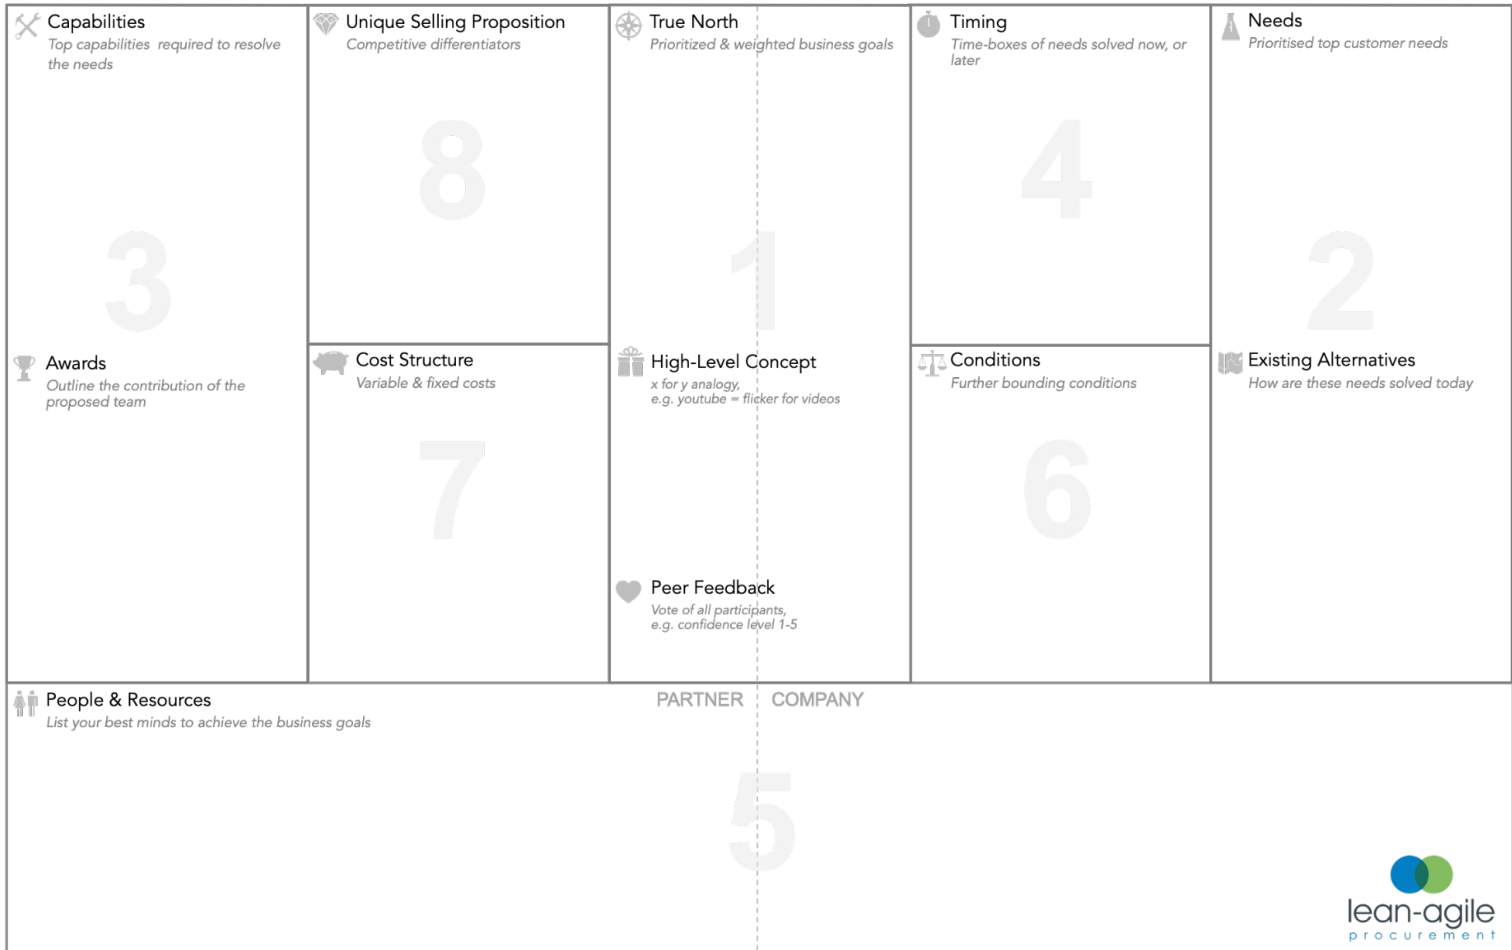 Capabilities
Top capabilities required to resolve
the needs
3
Awards
Outline the contribution of the
proposed team
Unique Selling Proposition
Competitive differentiators
8
Cost Structure
Variable & fixed costs
7
True North
Prioritized & weighted business goals
1
High-Level Concept
x for y analogy,
e.g. youtube = flicker for videos
Peer Feedback
Vote of all participants,
e.g. confidence level 1-5
Timing
Time-boxes of needs solved now, or
later
4
Conditions
Further bounding conditions
6
Needs
Prioritised top customer needs
2
Existing Alternatives
How are these needs solved today
People & Resources
List your best minds to achieve the business goals
PARTNER COMPANY
5
lean-agile
procurement